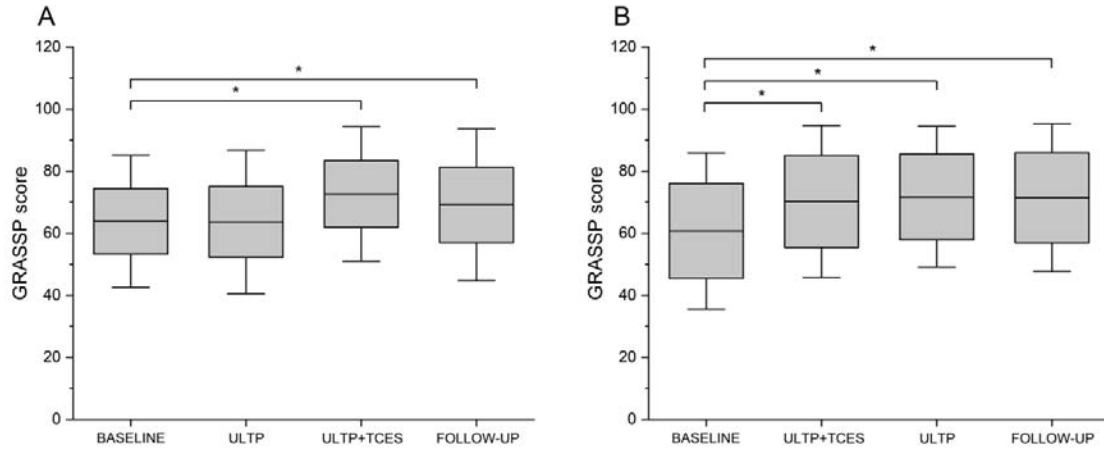 A
120
100
80
60
40
20
0
GRASSP score
*
*
BASELINE
ULTP
ULTP+TCES
FOLLOW-UP
B
120
100
80
60
40
20
0
GRASSP score
*
*
*
BASELINE
ULTP+TCES
ULTP
FOLLOW-UP